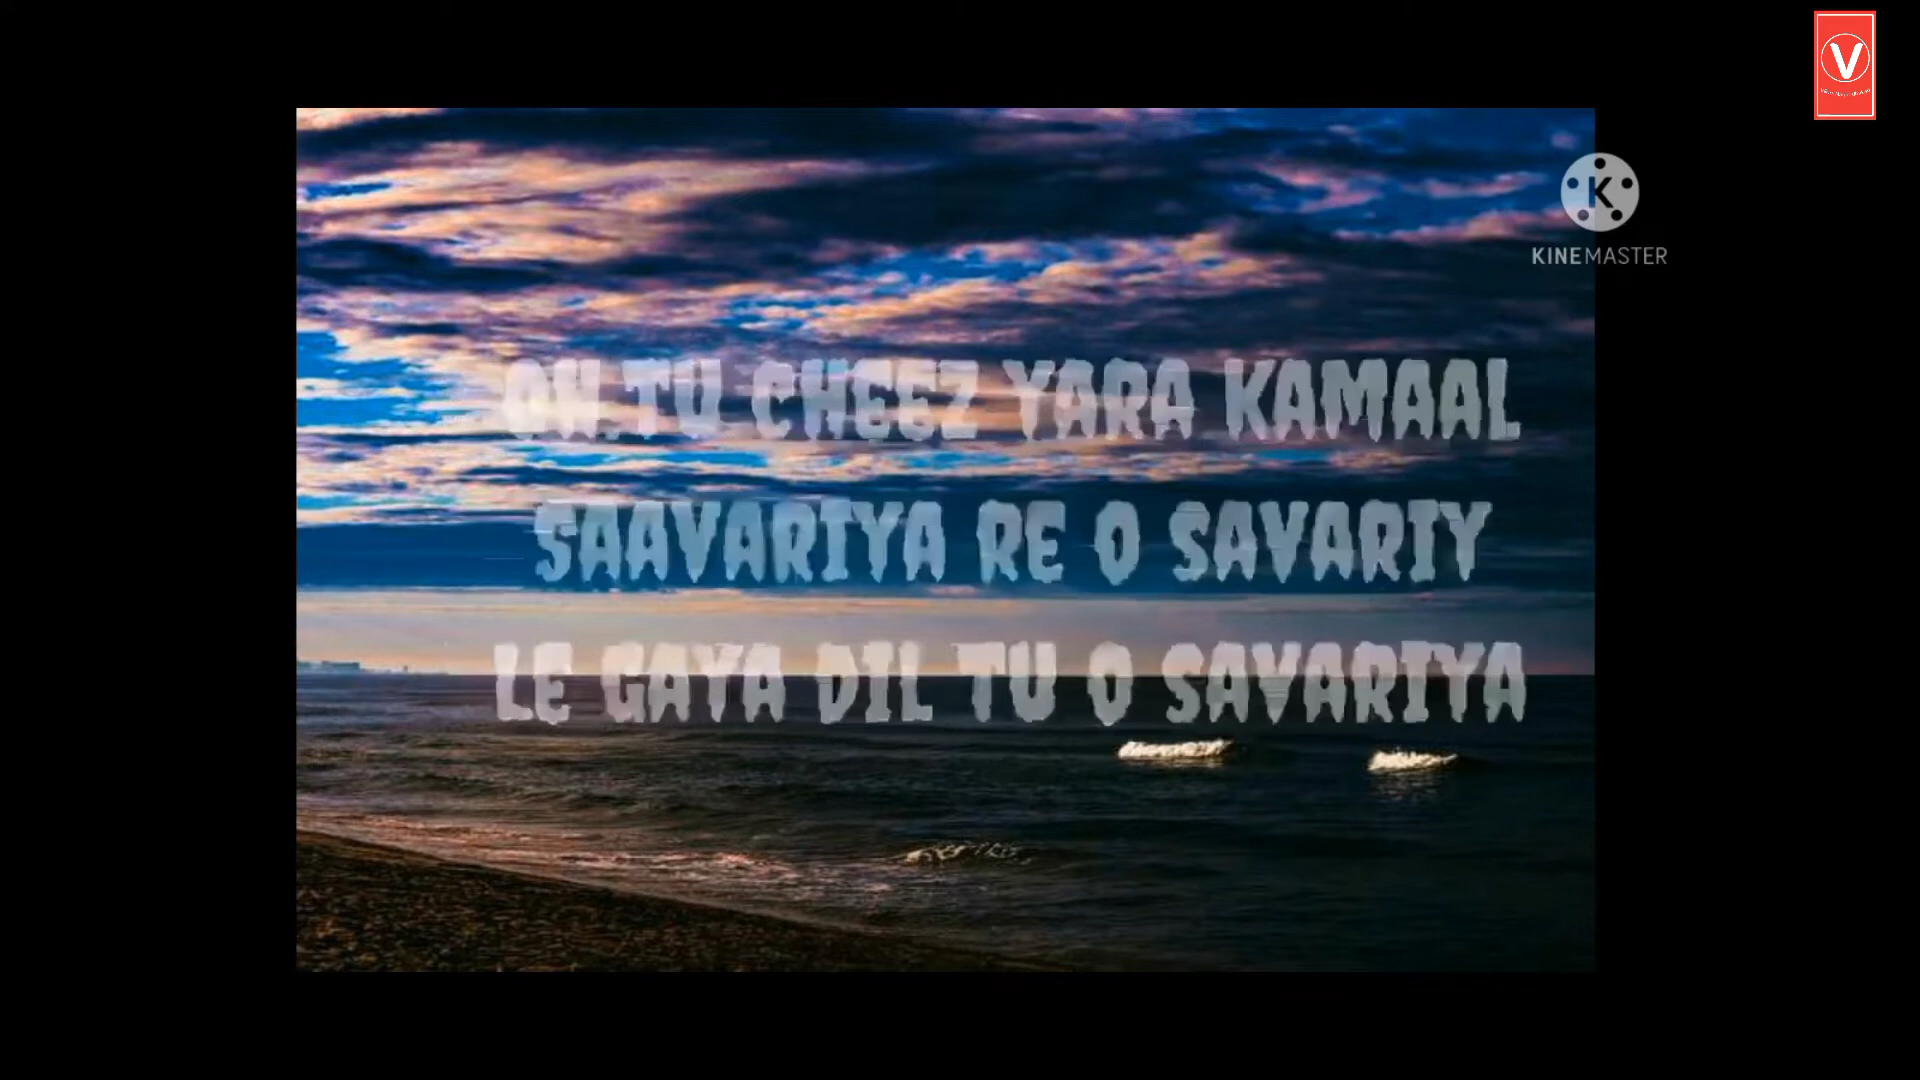 V
KINEMASTER
OH TU CHEEZ YARA KAMAAL
SAAVARIYA RE O SAVARIY
LE GAYA DIL TU O SAVARIYA